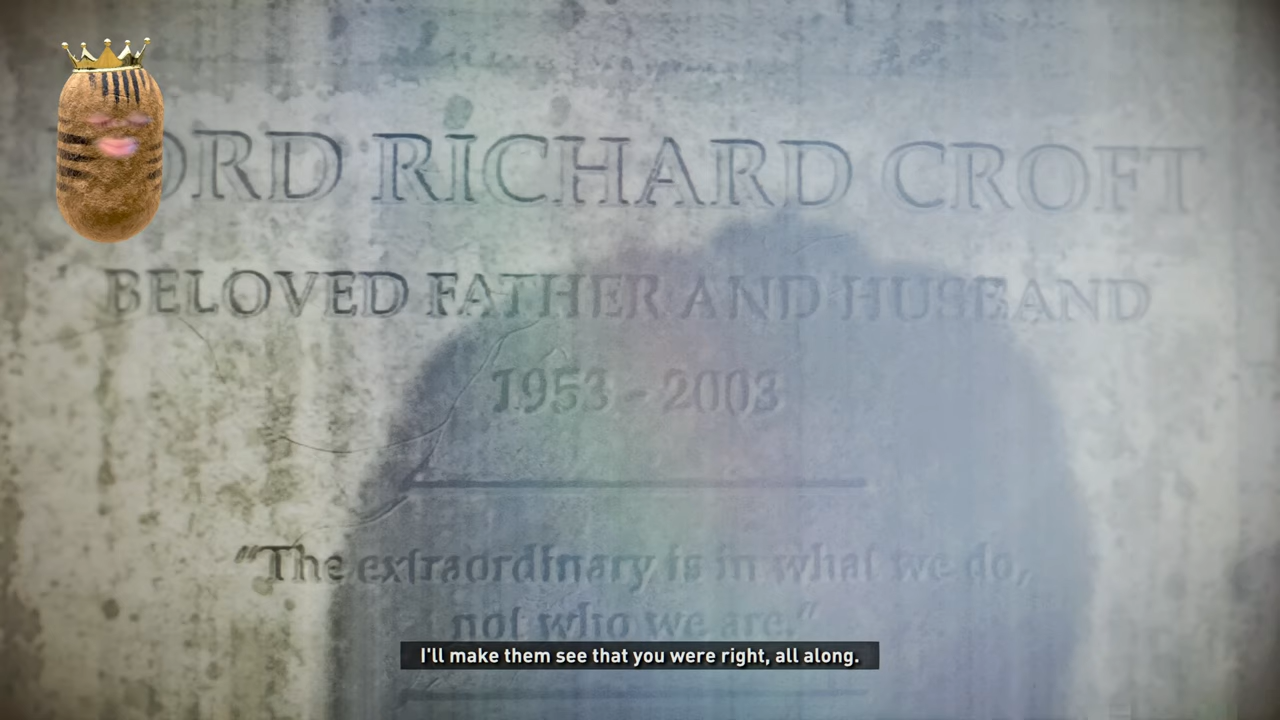 LORD RICHARD CROFT
BELOVED FATHER AND HUSBAND
1953 - 2003
"The extraordinary is in what we do,
not who we are."
I'll make them see that you were right, all along.